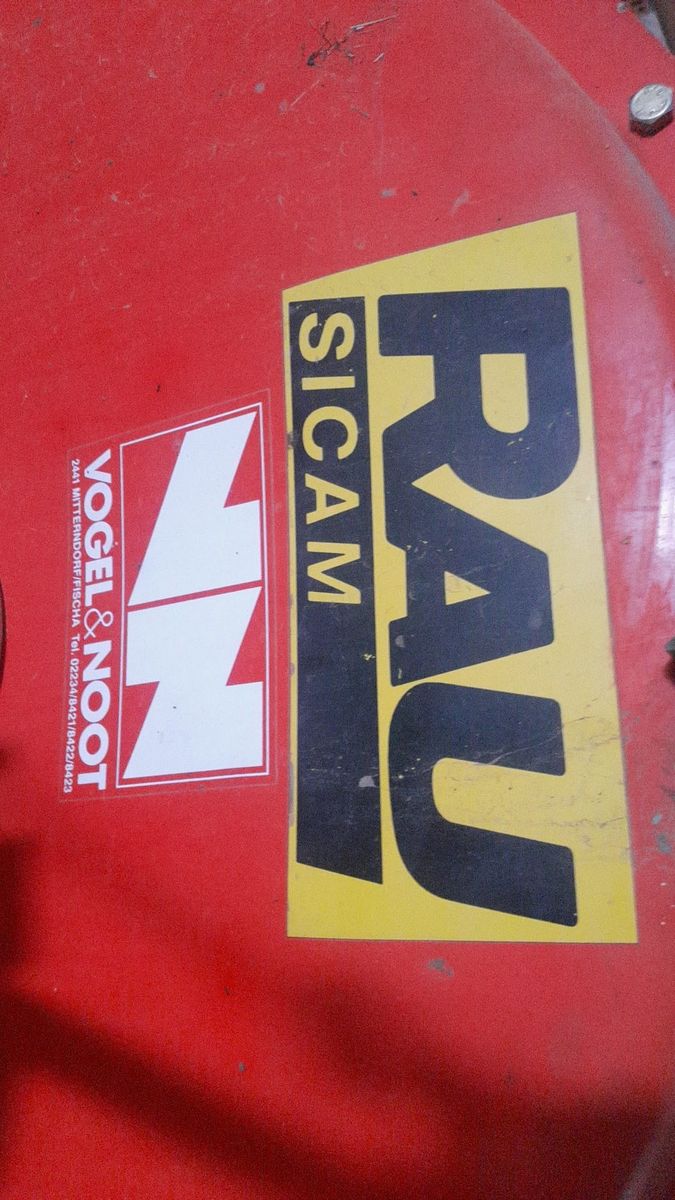 RAU
SICAM
VOGEL & NOOT
2441 MITTERNDORF/FISCHA Tel. 02234/8421/8422/8423